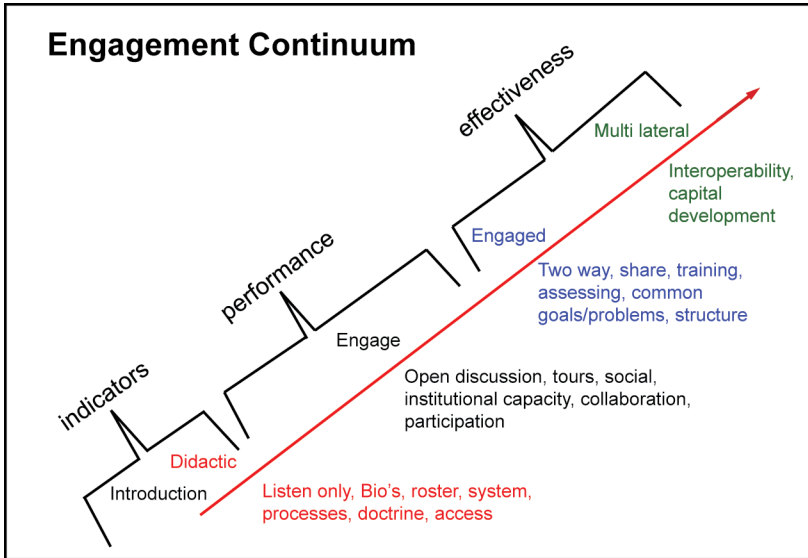 Engagement Continuum
effectiveness
Multi lateral
Interoperability,
capital
development
Engaged
Two way, share, training,
assessing, common
goals/problems, structure
performance
Engage
Open discussion, tours, social,
institutional capacity, collaboration,
participation
indicators
Didactic
Introduction
Listen only, Bio's, roster, system,
processes, doctrine, access